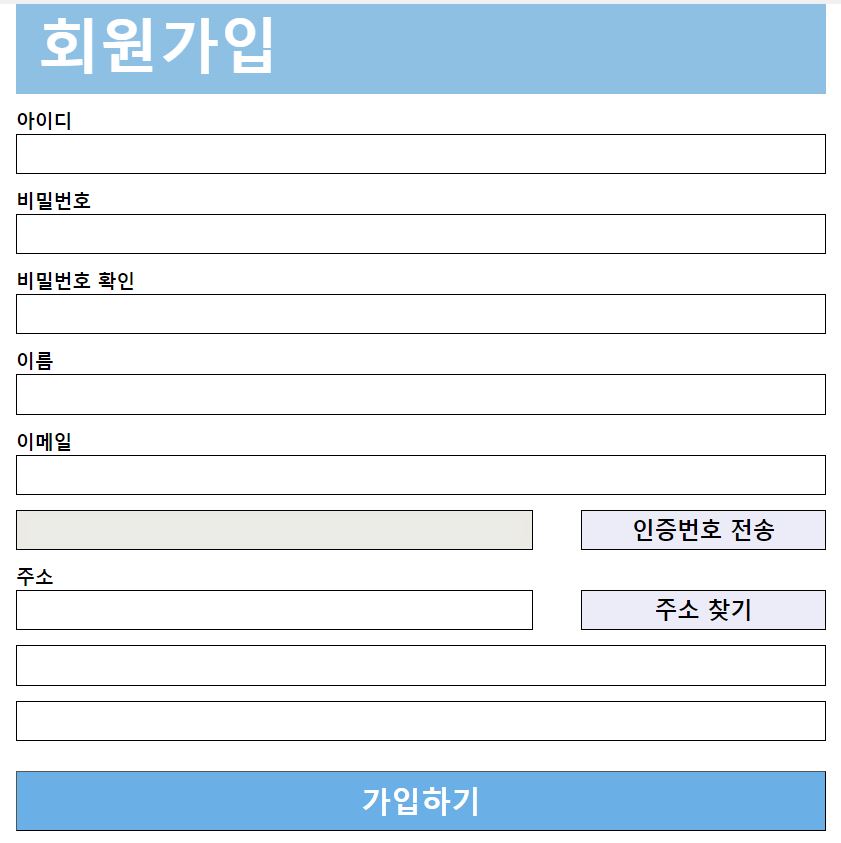 회원가입
아이디
비밀번호
비밀번호 확인
이름
이메일
인증번호 전송
주소
주소 찾기
가입하기